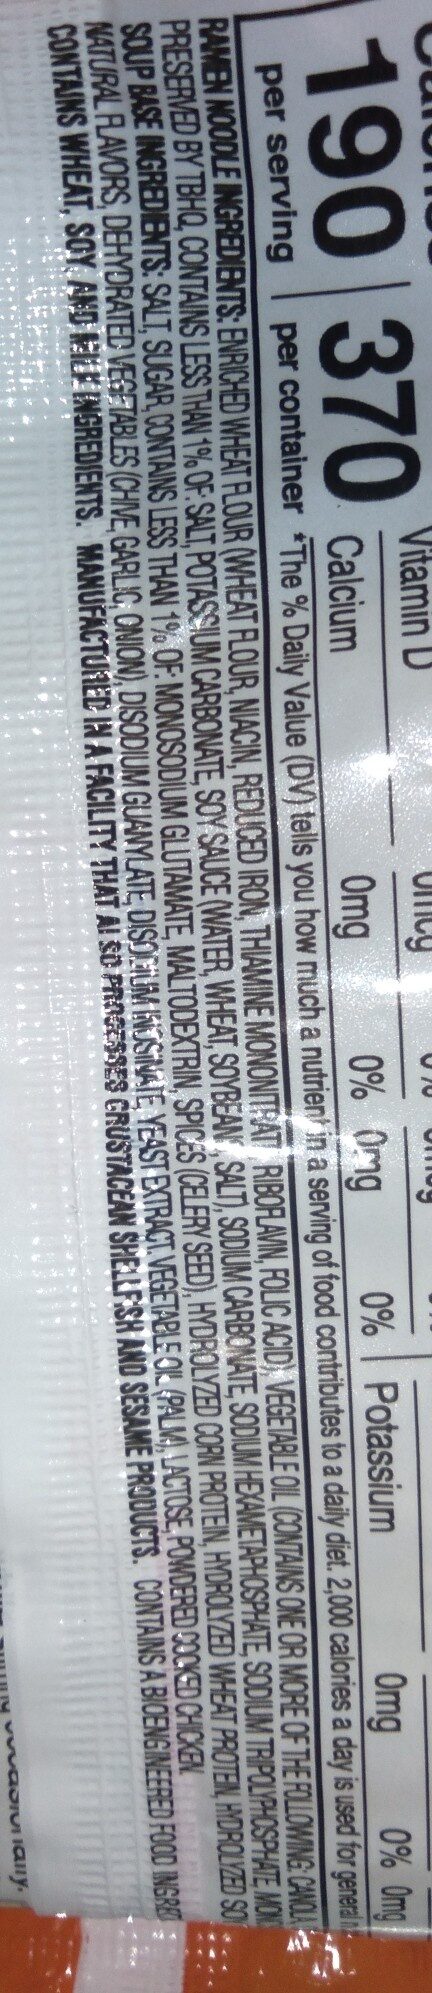 190 370
per serving per container
Vitamin D 0mcg 0% 0mcg 0%
Calcium 0mg 0% 0mg 0% Potassium 0mg 0% 0mg
*The % Daily Value (DV) tells you how much a nutrient in a serving of food contributes to a daily diet. 2,000 calories a day is used for general
RAMEN NOODLE INGREDIENTS: ENRICHED WHEAT FLOUR (WHEAT FLOUR, NIACIN, REDUCED IRON, THIAMINE MONONITRATE, RIBOFLAVIN, FOLIC ACID), VEGETABLE OIL (CONTAINS ONE OR MORE OF THE FOLLOWING: CANOLA
PRESERVED BY TBHQ, CONTAINS LESS THAN 1% OF: SALT, POTASSIUM CARBONATE, SOY SAUCE (WATER, WHEAT, SOYBEANS, SALT), SODIUM CARBONATE, SODIUM HEXAMETAPHOSPHATE, SODIUM TRIPOLYPHOSPHATE,
SOUP BASE INGREDIENTS: SALT, SUGAR, CONTAINS LESS THAN 1% OF: MONOSODIUM GLUTAMATE, MALTODEXTRIN, SPICES (CELERY SEED), HYDROLYZED CORN PROTEIN, HYDROLYZED WHEAT PROTEIN, HYDROLYZED SOY
NATURAL FLAVORS, DEHYDRATED VEGETABLES (CHIVE, GARLIC, ONION), DISODIUM GUANYLATE, DISODIUM INOSINATE, YEAST EXTRACT, VEGETABLE OIL (PALM), LACTOSE, POWDERED COOKED CHICKEN.
CONTAINS WHEAT, SOY, AND MILK INGREDIENTS. MANUFACTURED IN A FACILITY THAT ALSO PROCESSES CRUSTACEAN SHELLFISH AND SESAME PRODUCTS. CONTAINS A BIOENGINEERED FOOD
occasionally.